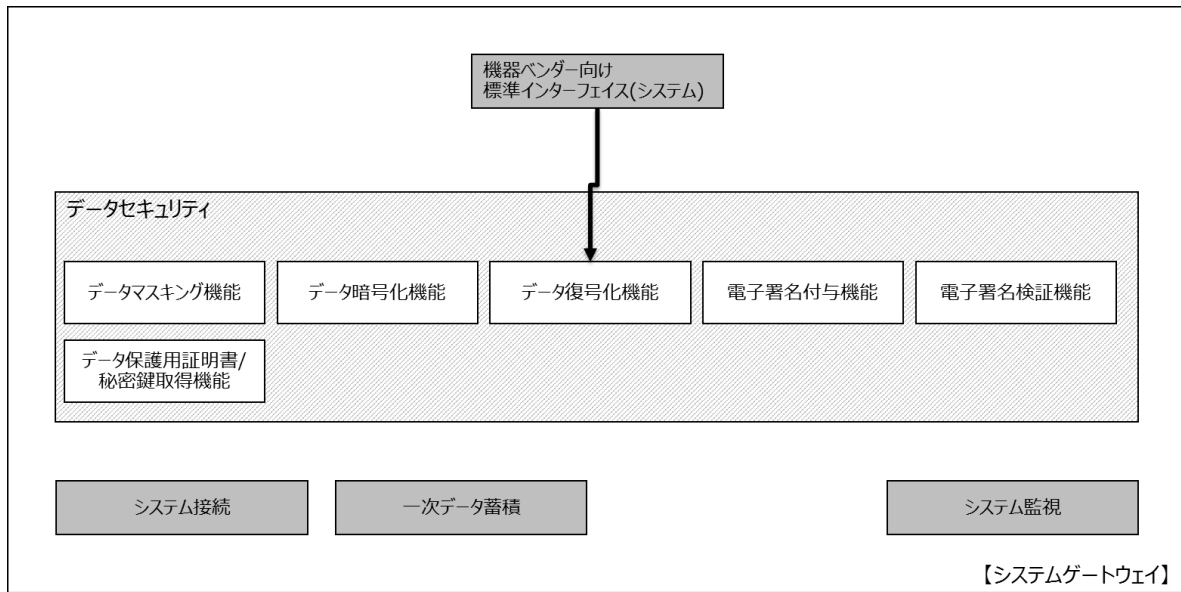 機器ベンダー向け
標準インターフェイス(システム)
データセキュリティ
データマスキング機能
データ暗号化機能
データ復号化機能
電子署名付与機能
電子署名検証機能
データ保護用証明書/
秘密鍵取得機能
システム接続
一次データ蓄積
システム監視
【システムゲートウェイ】